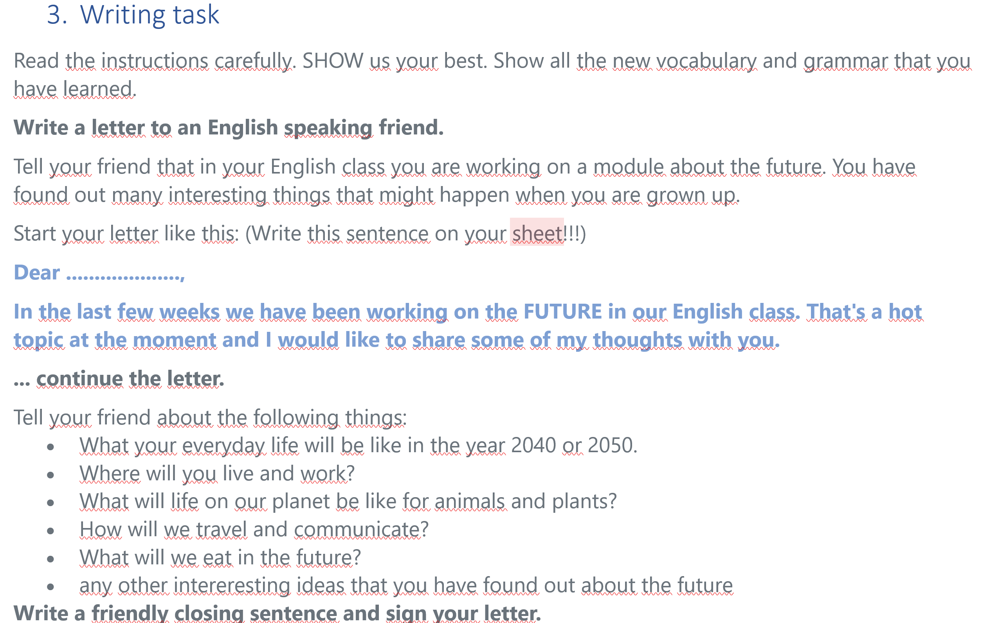 3. Writing task
Read the instructions carefully. SHOW us your best. Show all the new vocabulary and grammar that you
have learned.
Write a letter to an English speaking friend.
Tell your friend that in your English class you are working on a module about the future. You have
found out many interesting things that might happen when you are grown up.
Start your letter like this: (Write this sentence on your sheet!!!)
Dear ....................,
In the last few weeks we have been working on the FUTURE in our English class. That's a hot
topic at the moment and I would like to share some of my thoughts with you.
... continue the letter.
Tell your friend about the following things:
• What your everyday life will be like in the year 2040 or 2050.
• Where will you live and work?
• What will life on our planet be like for animals and plants?
• How will we travel and communicate?
• What will we eat in the future?
• any other intereresting ideas that you have found out about the future
Write a friendly closing sentence and sign your letter.